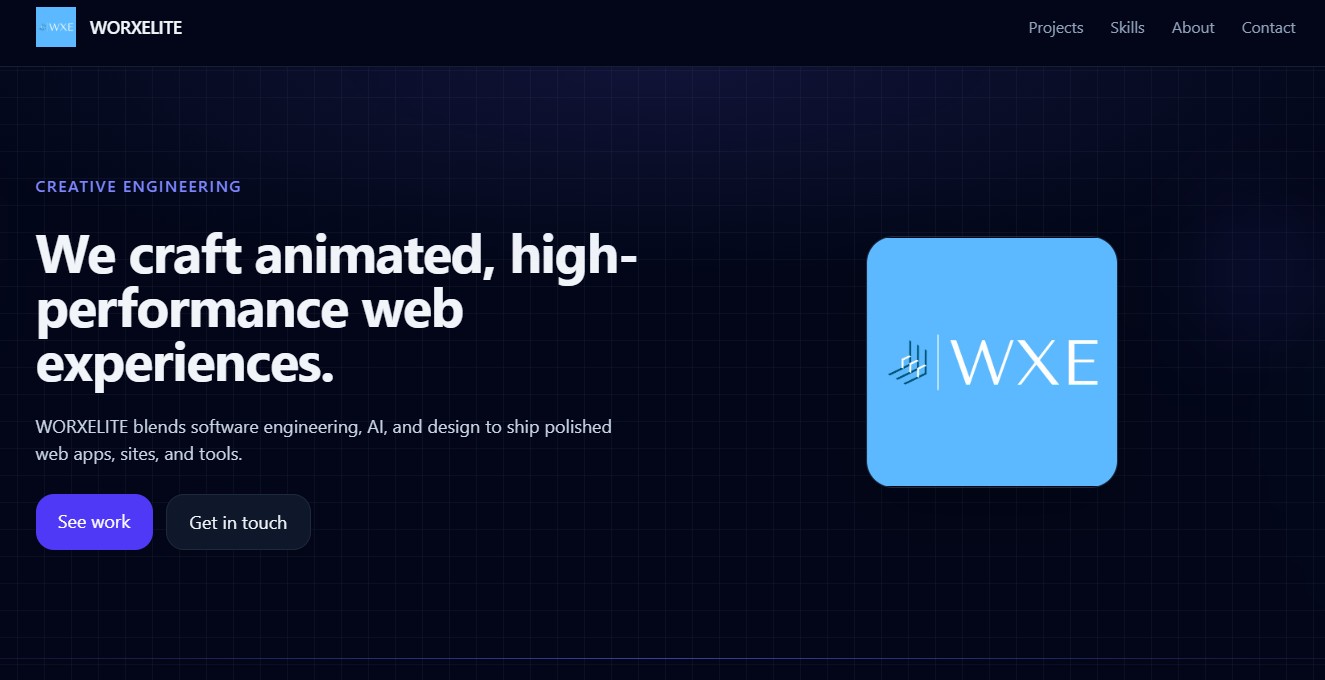 WXE
WORXELITE
Projects Skills About Contact
CREATIVE ENGINEERING
We craft animated, high-
performance web
experiences.
WORXELITE blends software engineering, AI, and design to ship polished
web apps, sites, and tools.
See work Get in touch
WXE